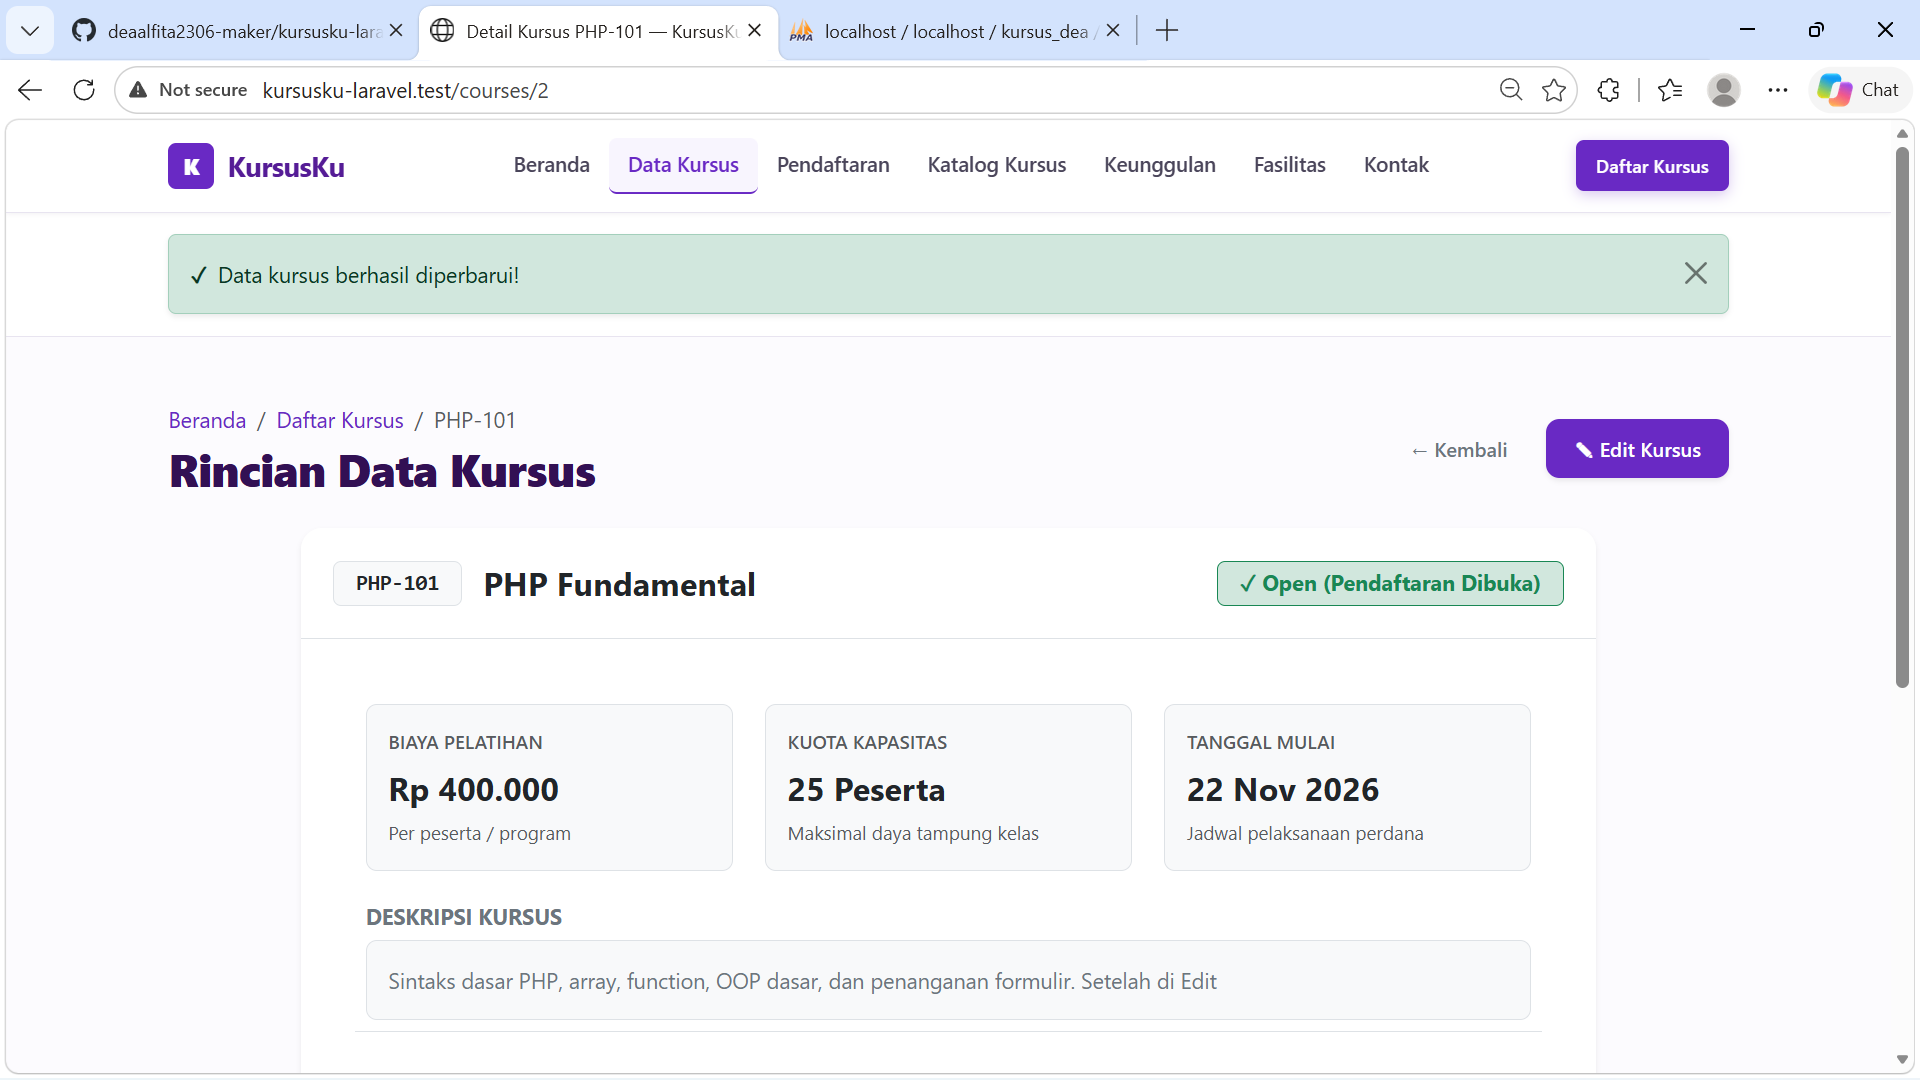 deaalfita2306-maker/kursusku-lara
Detail Kursus PHP-101 — KursusKu
localhost / localhost / kursus_dea /
Not secure
kursusku-laravel.test/courses/2
Chat
K
KursusKu
Beranda
Data Kursus
Pendaftaran
Katalog Kursus
Keunggulan
Fasilitas
Kontak
Daftar Kursus
✓ Data kursus berhasil diperbarui!
Beranda / Daftar Kursus / PHP-101
Rincian Data Kursus
← Kembali
✎ Edit Kursus
PHP-101
PHP Fundamental
✓ Open (Pendaftaran Dibuka)
BIAYA PELATIHAN
Rp 400.000
Per peserta / program
KUOTA KAPASITAS
25 Peserta
Maksimal daya tampung kelas
TANGGAL MULAI
22 Nov 2026
Jadwal pelaksanaan perdana
DESKRIPSI KURSUS
Sintaks dasar PHP, array, function, OOP dasar, dan penanganan formulir. Setelah di Edit